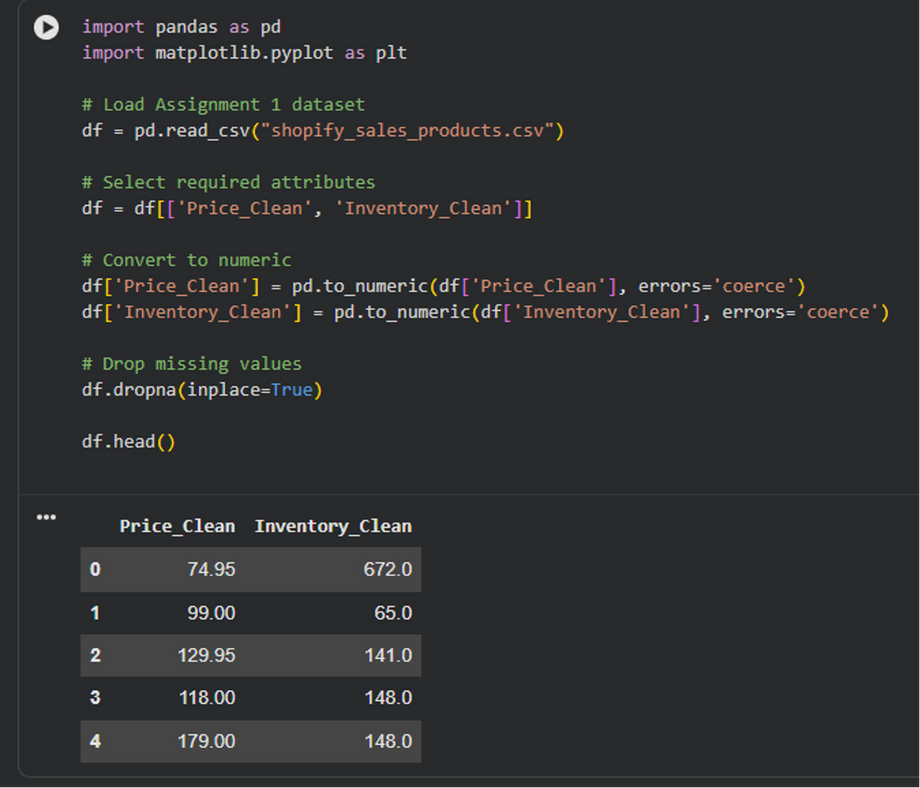 import pandas as pd
import matplotlib.pyplot as plt
# Load Assignment 1 dataset
df = pd.read_csv("shopify_sales_products.csv")
# Select required attributes
df = df[['Price_Clean', 'Inventory_Clean']]
# Convert to numeric
df['Price_Clean'] = pd.to_numeric(df['Price_Clean'], errors='coerce')
df['Inventory_Clean'] = pd.to_numeric(df['Inventory_Clean'], errors='coerce')
# Drop missing values
df.dropna(inplace=True)
df.head()
Price_Clean Inventory_Clean
0 74.95 672.0
1 99.00 65.0
2 129.95 141.0
3 118.00 148.0
4 179.00 148.0